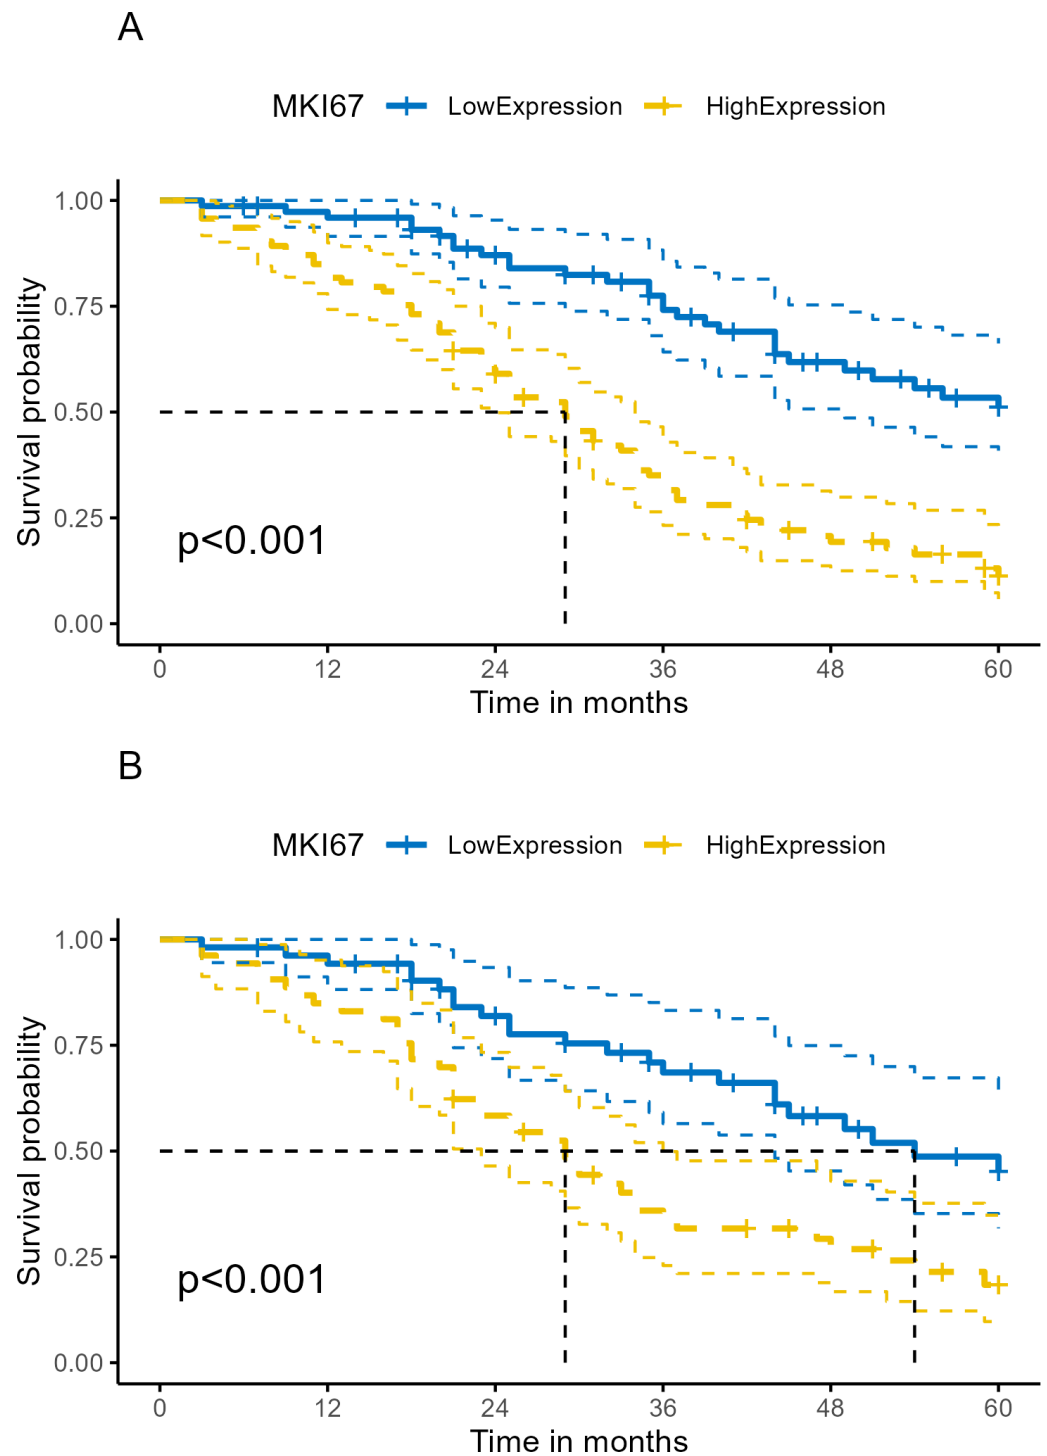 A
MKI67 LowExpression HighExpression
1.00
0.75
0.50
0.25
0.00
Survival probability
p<0.001
0 12 24 36 48 60
Time in months
B
MKI67 LowExpression HighExpression
1.00
0.75
0.50
0.25
0.00
Survival probability
p<0.001
0 12 24 36 48 60
Time in months